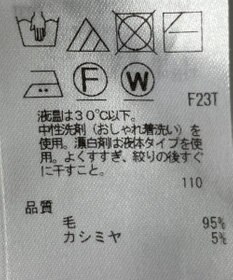 F W
F23T
液温は30℃以下。
中性洗剤（おしゃれ着洗い）を
使用。漂白剤は液体タイプを使
用。よくすすぎ、絞りの後すぐ
に干すこと。
110
品質
毛 95%
カシミヤ 5%